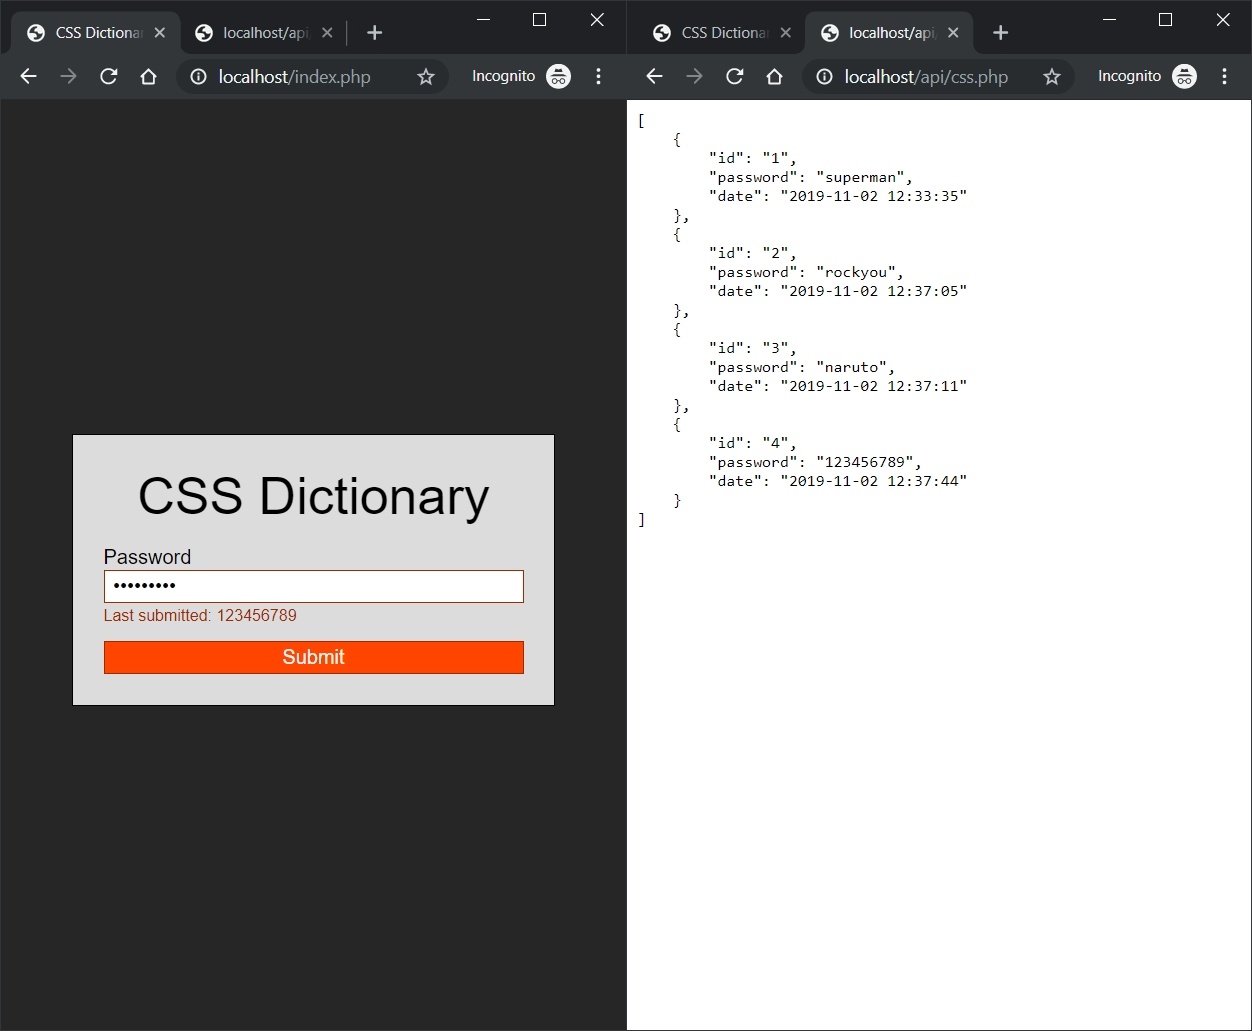 CSS Dictionar
localhost/api
localhost/index.php
Incognito
CSS Dictionary
Password
•••••••••
Last submitted: 123456789
Submit
CSS Dictionar
localhost/api
localhost/api/css.php
Incognito
[
{
"id": "1",
"password": "superman",
"date": "2019-11-02 12:33:35"
},
{
"id": "2",
"password": "rockyou",
"date": "2019-11-02 12:37:05"
},
{
"id": "3",
"password": "naruto",
"date": "2019-11-02 12:37:11"
},
{
"id": "4",
"password": "123456789",
"date": "2019-11-02 12:37:44"
}
]